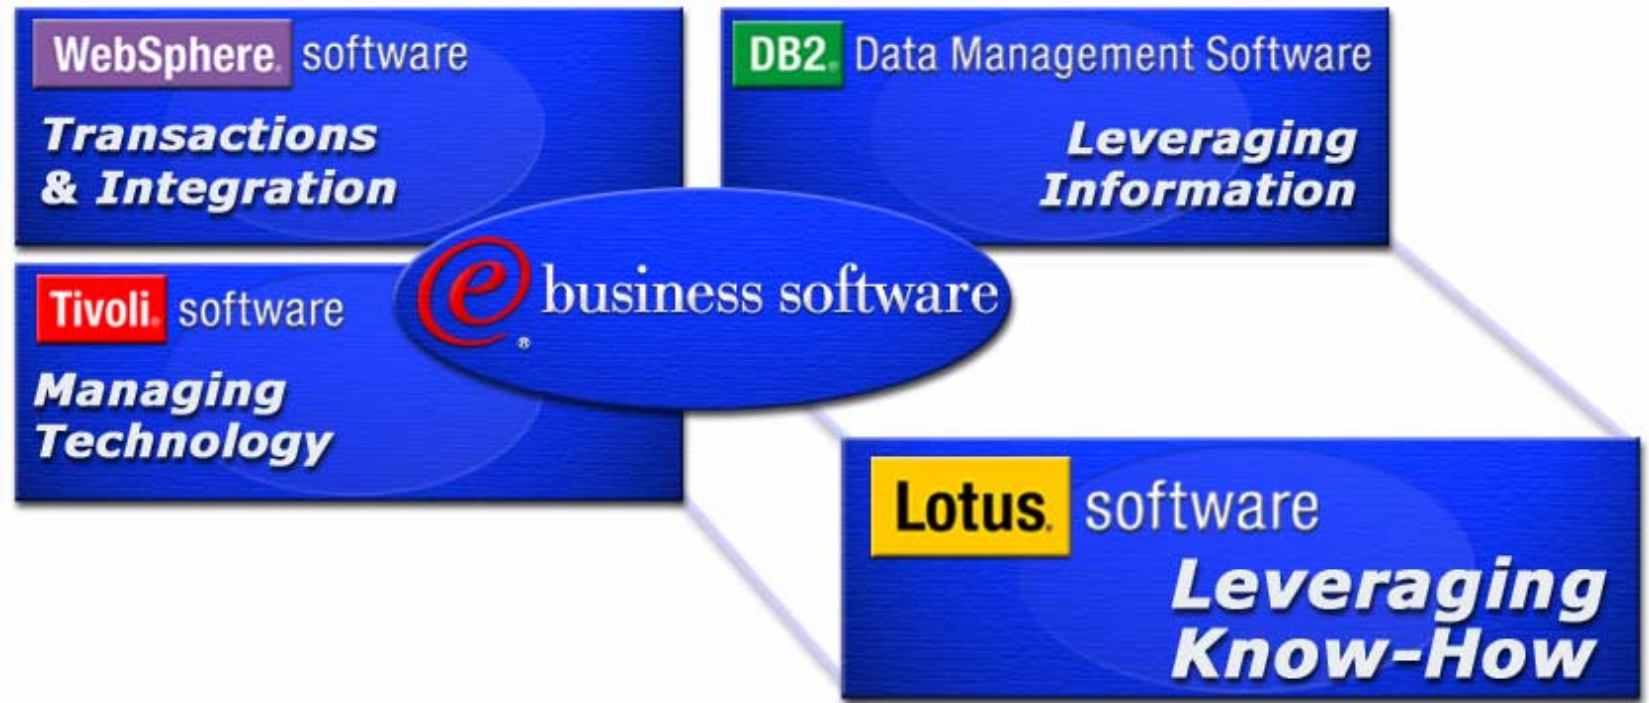 WebSphere® software
Transactions
& Integration
DB2® Data Management Software
Leveraging
Information
e business software
®
Tivoli® software
Managing
Technology
Lotus® software
Leveraging
Know-How